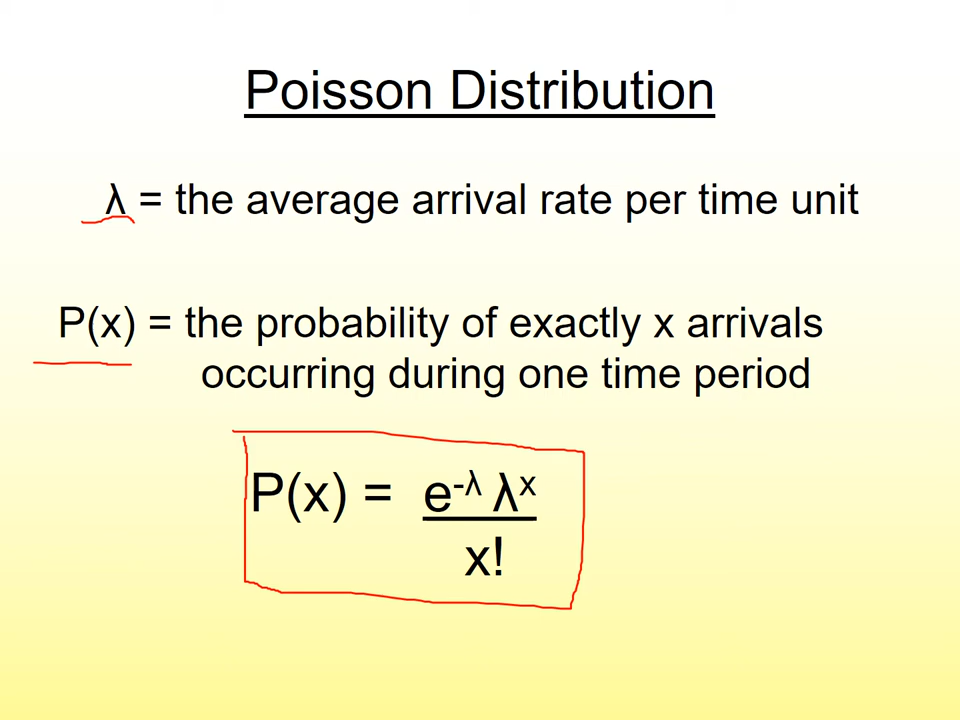 Poisson Distribution
λ = the average arrival rate per time unit
P(x) = the probability of exactly x arrivals
occurring during one time period
P(x) = e^-λ λ^x
x!